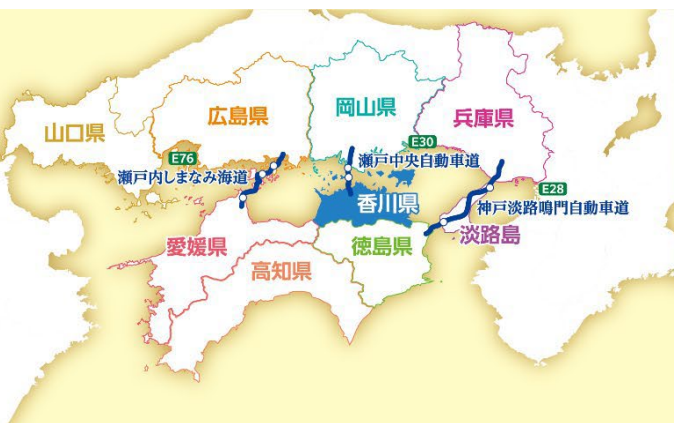 岡山県
広島県
兵庫県
山口県
E30
E76
瀬戸中央自動車道
瀬戸内しまなみ海道
E28
香川県
神戸淡路鳴門自動車道
淡路島
愛媛県
徳島県
高知県